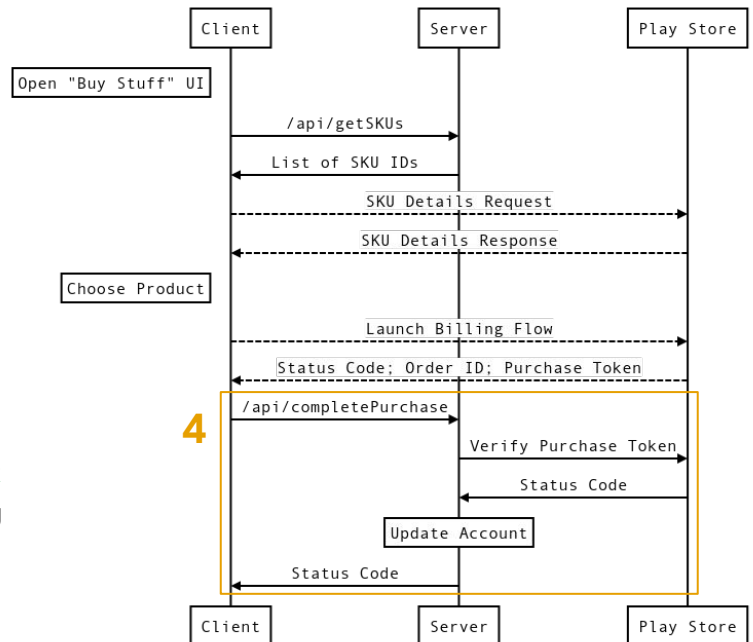 Client
Server
Play Store
Open "Buy Stuff" UI
/api/getSKUs
List of SKU IDs
SKU Details Request
SKU Details Response
Choose Product
Launch Billing Flow
Status Code; Order ID; Purchase Token
4
/api/completePurchase
Verify Purchase Token
Status Code
Update Account
Status Code
Client
Server
Play Store